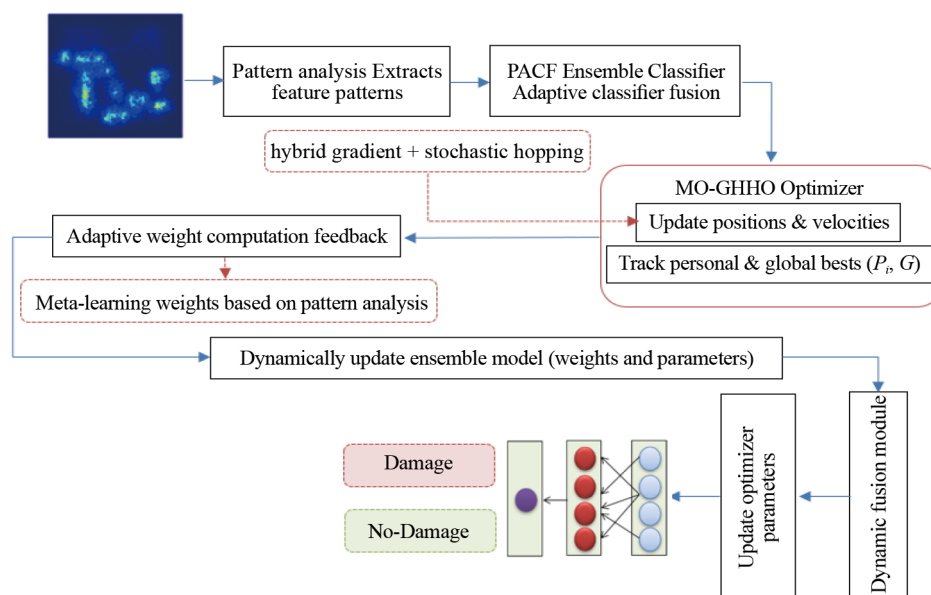 Pattern analysis Extracts
feature patterns
PACF Ensemble Classifier
Adaptive classifier fusion
hybrid gradient + stochastic hopping
MO-GHHO Optimizer
Update positions & velocities
Track personal & global bests (Pᵢ, G)
Adaptive weight computation feedback
Meta-learning weights based on pattern analysis
Dynamically update ensemble model (weights and parameters)
Damage
No-Damage
Update optimizer
parameters
Dynamic fusion module